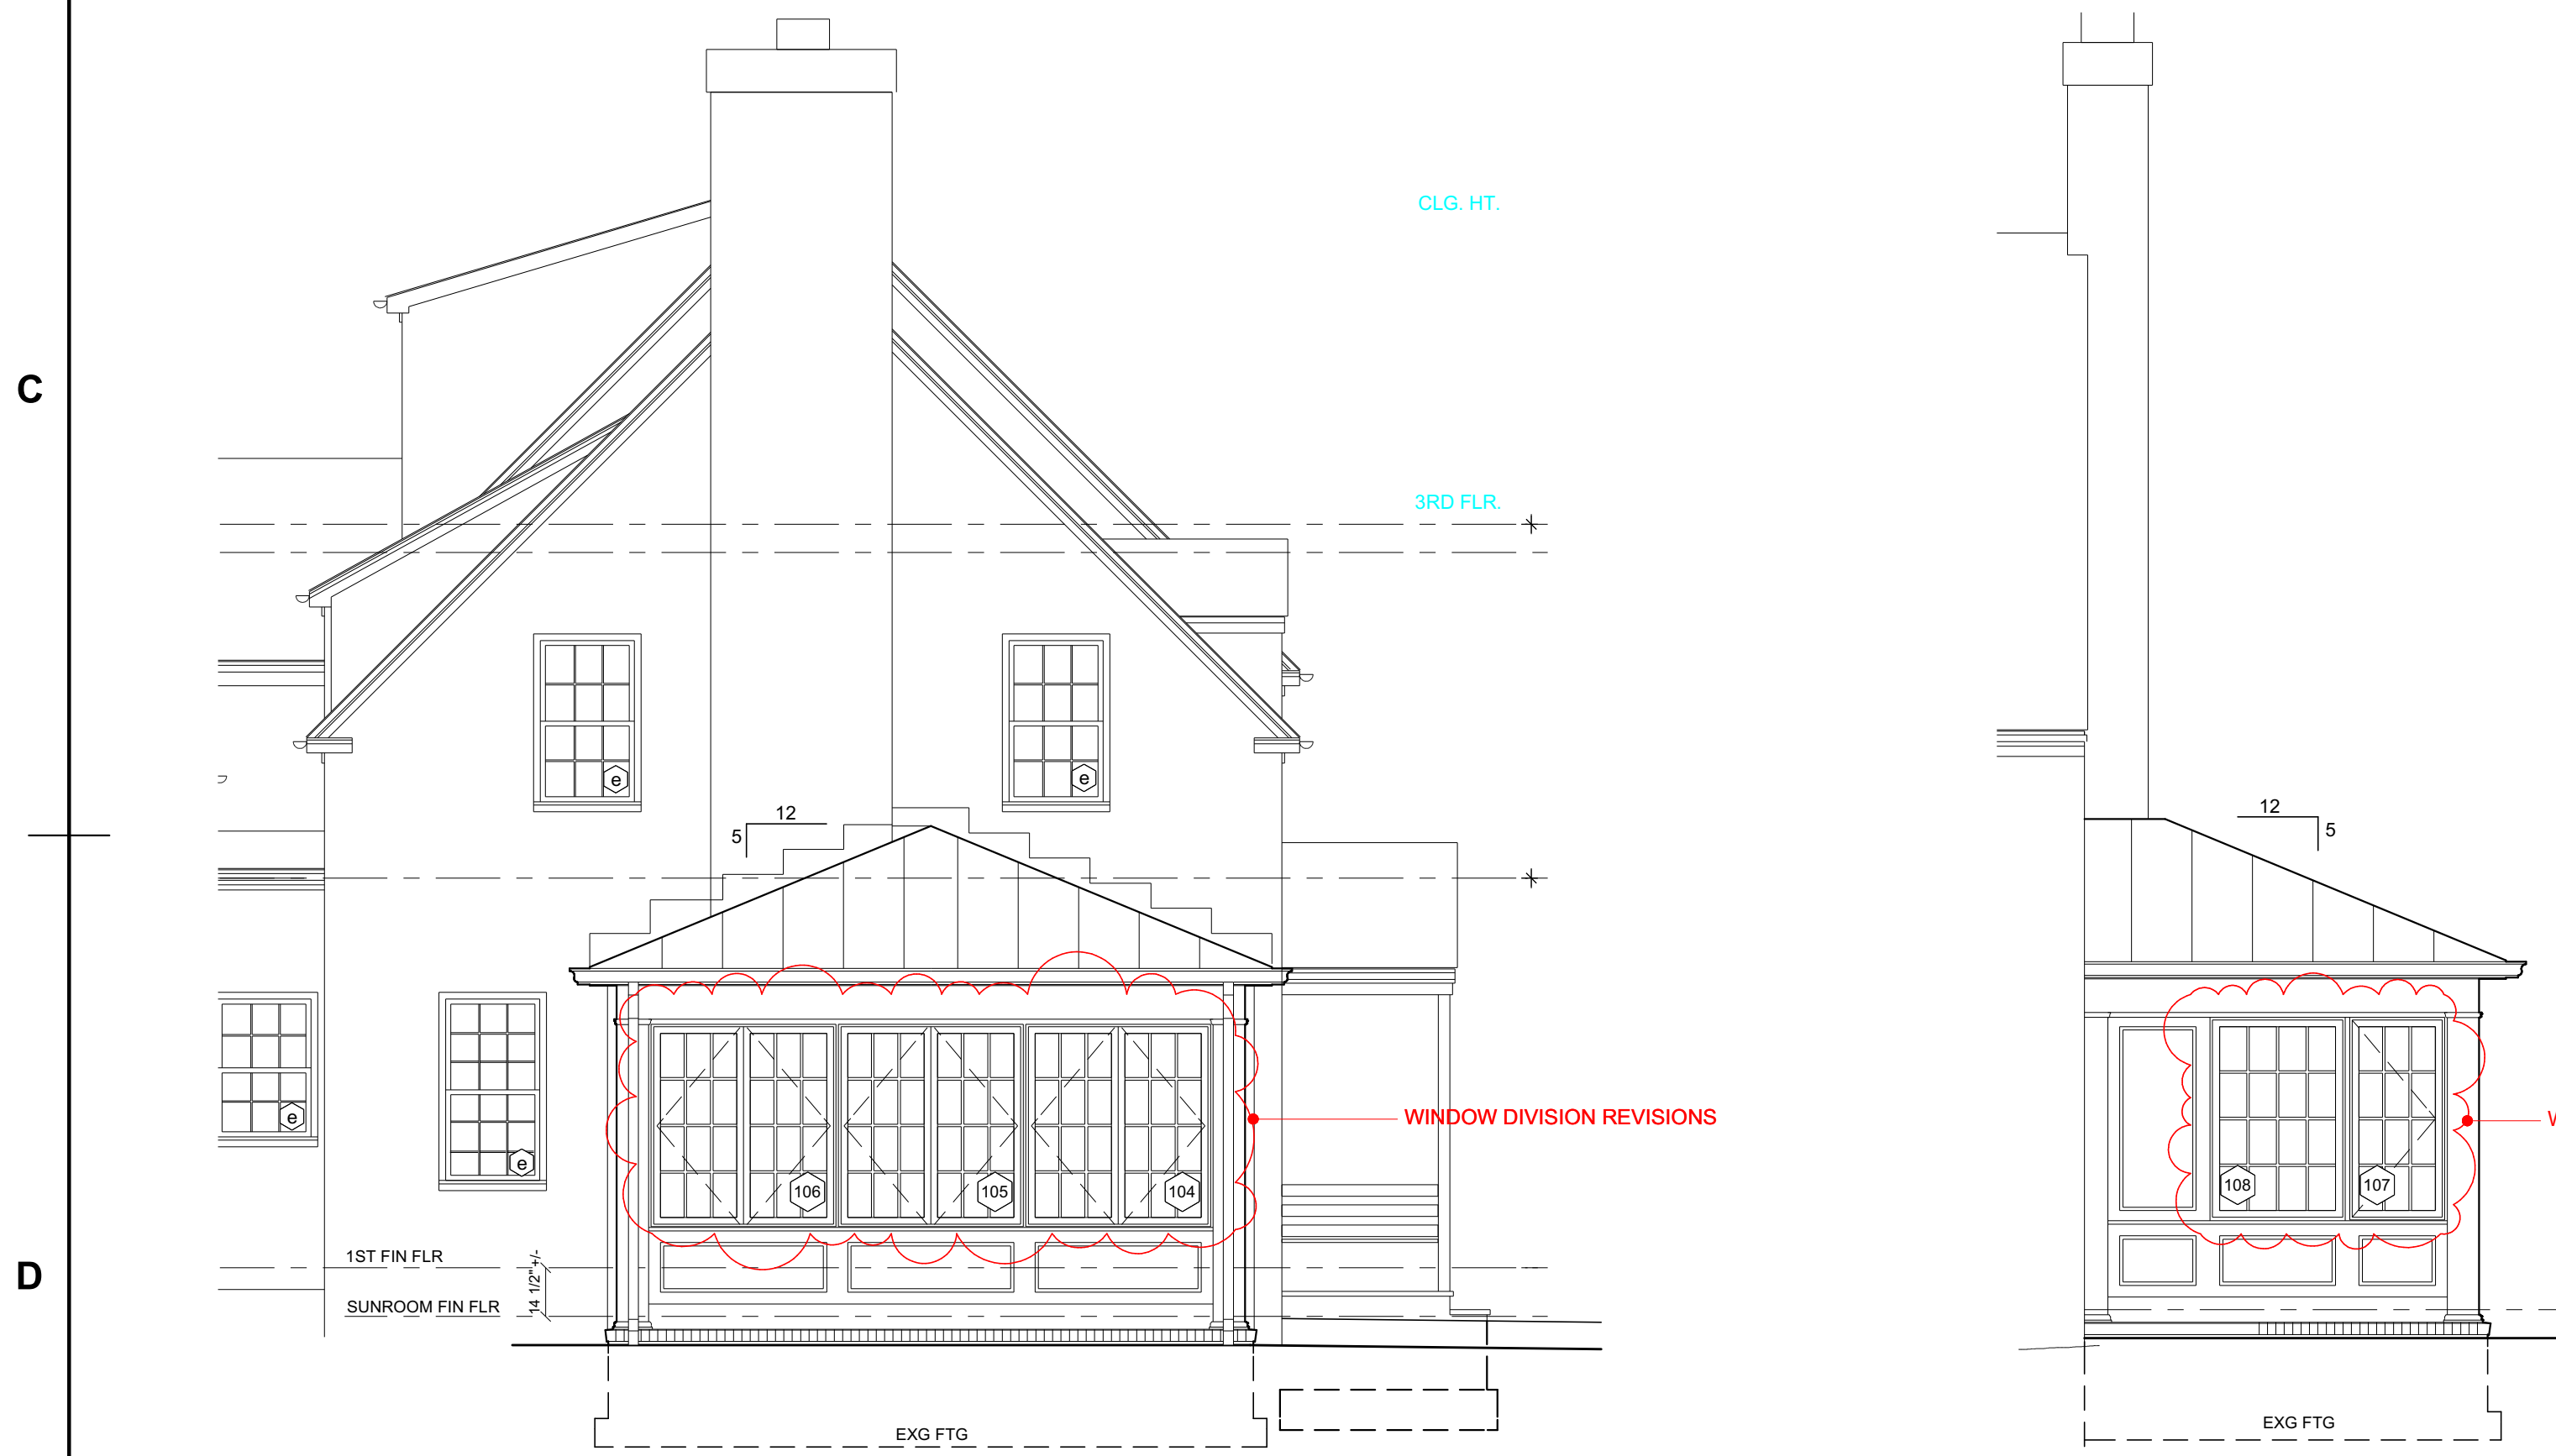 CLG. HT.
C
3RD FLR.
e
e
12
5
12
5
e
e
WINDOW DIVISION REVISIONS
W
106
105
104
108
107
1ST FIN FLR
14 1/2" +/-
SUNROOM FIN FLR
D
EXG FTG
EXG FTG